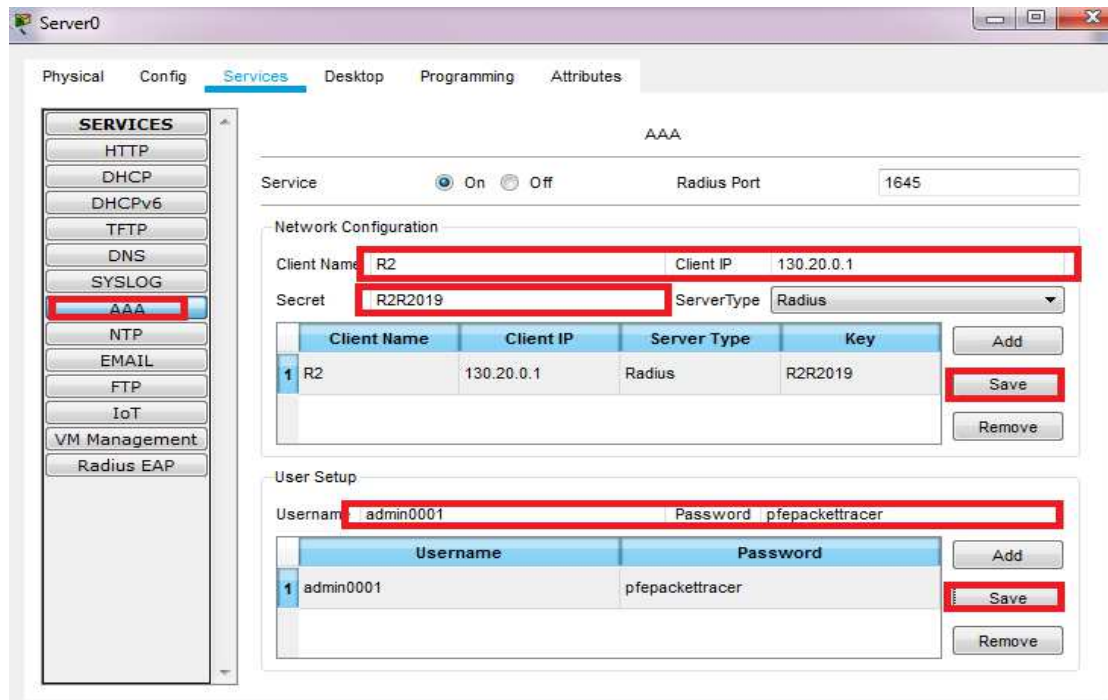 Server0
Physical Config Services Desktop Programming Attributes
SERVICES
HTTP
DHCP
DHCPv6
TFTP
DNS
SYSLOG
AAA
NTP
EMAIL
FTP
IoT
VM Management
Radius EAP
AAA
Service On Off Radius Port 1645
Network Configuration
Client Name R2 Client IP 130.20.0.1
Secret R2R2019 ServerType Radius
Client Name Client IP Server Type Key
1 R2 130.20.0.1 Radius R2R2019
Add
Save
Remove
User Setup
Username admin0001 Password pfepackettracer
Username Password
1 admin0001 pfepackettracer
Add
Save
Remove